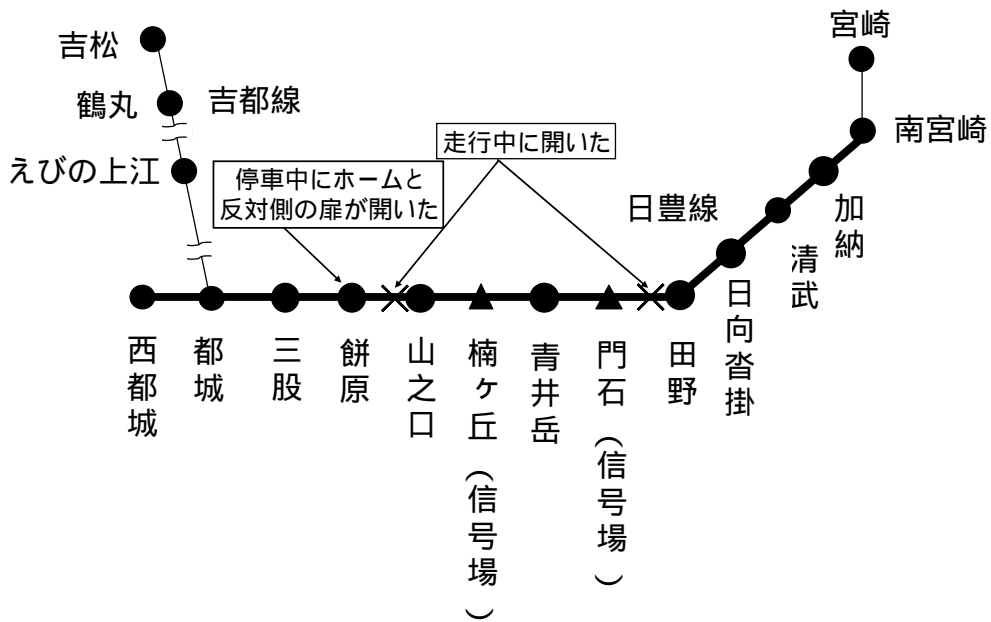 宮崎
吉松
鶴丸
吉都線
南宮崎
走行中に開いた
えびの上江
停車中にホームと
反対側の扉が開いた
日豊線
加納
清武
日向沓掛
西都城
都城
三股
餅原
山之口
楠ヶ丘（信号場）
青井岳
門石（信号場）
田野